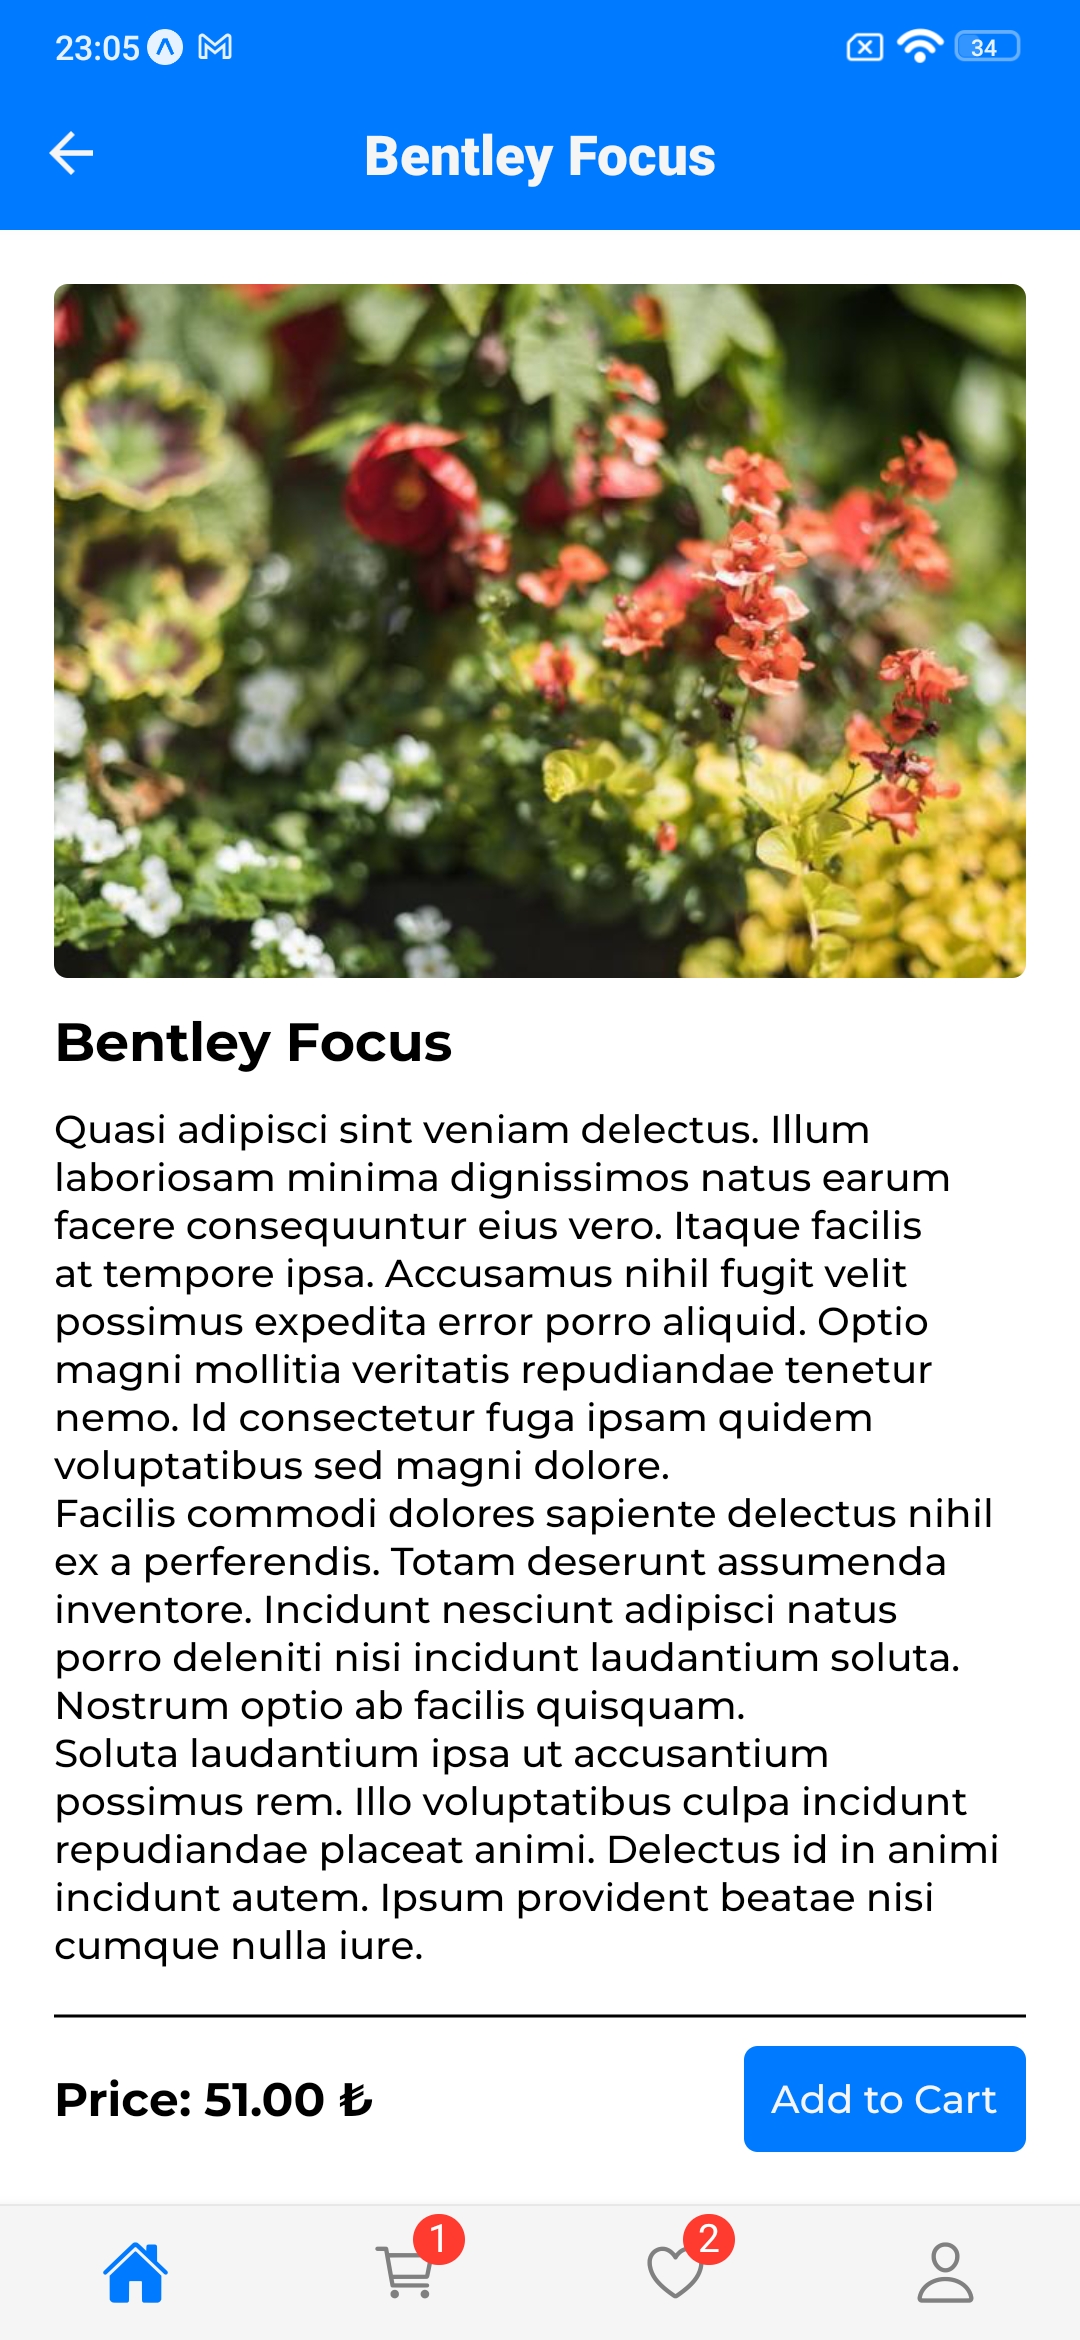 23:05
34
Bentley Focus
Bentley Focus
Quasi adipisci sint veniam delectus. Illum
laboriosam minima dignissimos natus earum
facere consequuntur eius vero. Itaque facilis
at tempore ipsa. Accusamus nihil fugit velit
possimus expedita error porro aliquid. Optio
magni mollitia veritatis repudiandae tenetur
nemo. Id consectetur fuga ipsam quidem
voluptatibus sed magni dolore.
Facilis commodi dolores sapiente delectus nihil
ex a perferendis. Totam deserunt assumenda
inventore. Incidunt nesciunt adipisci natus
porro deleniti nisi incidunt laudantium soluta.
Nostrum optio ab facilis quisquam.
Soluta laudantium ipsa ut accusantium
possimus rem. Illo voluptatibus culpa incidunt
repudiandae placeat animi. Delectus id in animi
incidunt autem. Ipsum provident beatae nisi
cumque nulla iure.
Price: 51.00 ₺
Add to Cart
1
2